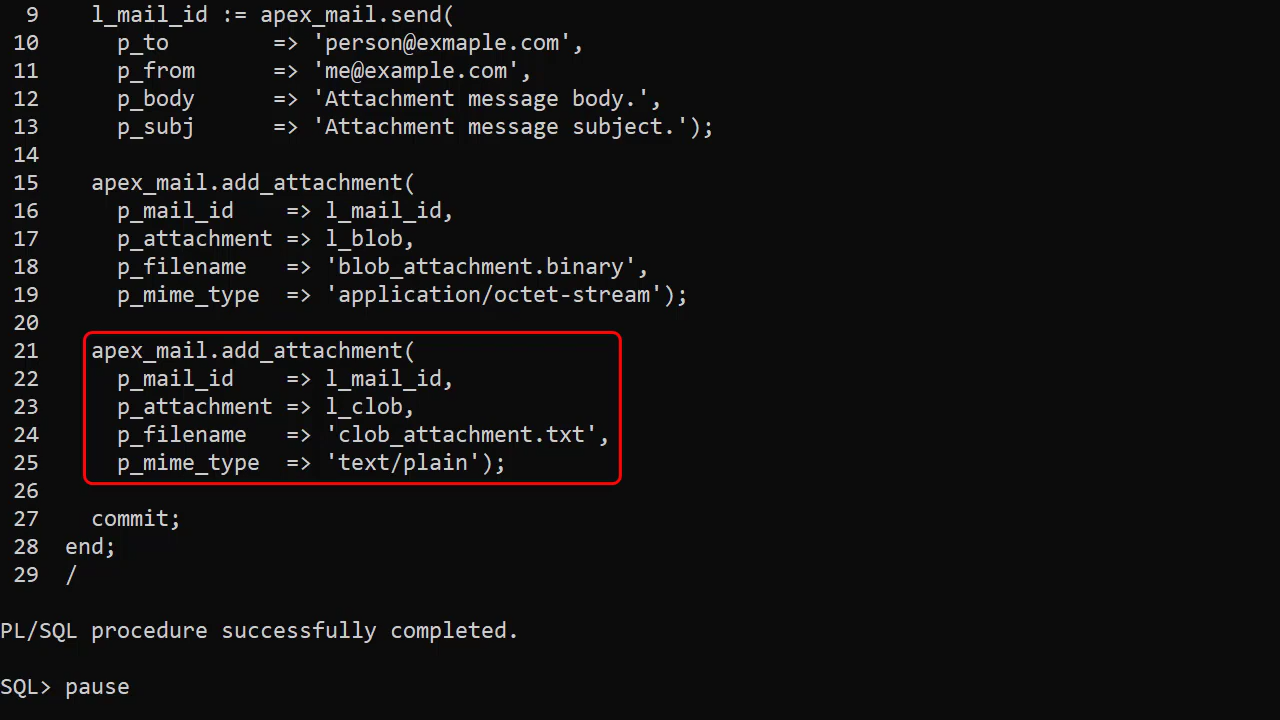 9    l_mail_id := apex_mail.send(
10      p_to        => 'person@exmaple.com',
11      p_from      => 'me@example.com',
12      p_body      => 'Attachment message body.',
13      p_subj      => 'Attachment message subject.');
14
15    apex_mail.add_attachment(
16      p_mail_id    => l_mail_id,
17      p_attachment => l_blob,
18      p_filename   => 'blob_attachment.binary',
19      p_mime_type  => 'application/octet-stream');
20
21    apex_mail.add_attachment(
22      p_mail_id    => l_mail_id,
23      p_attachment => l_clob,
24      p_filename   => 'clob_attachment.txt',
25      p_mime_type  => 'text/plain');
26
27    commit;
28  end;
29  /
PL/SQL procedure successfully completed.
SQL> pause